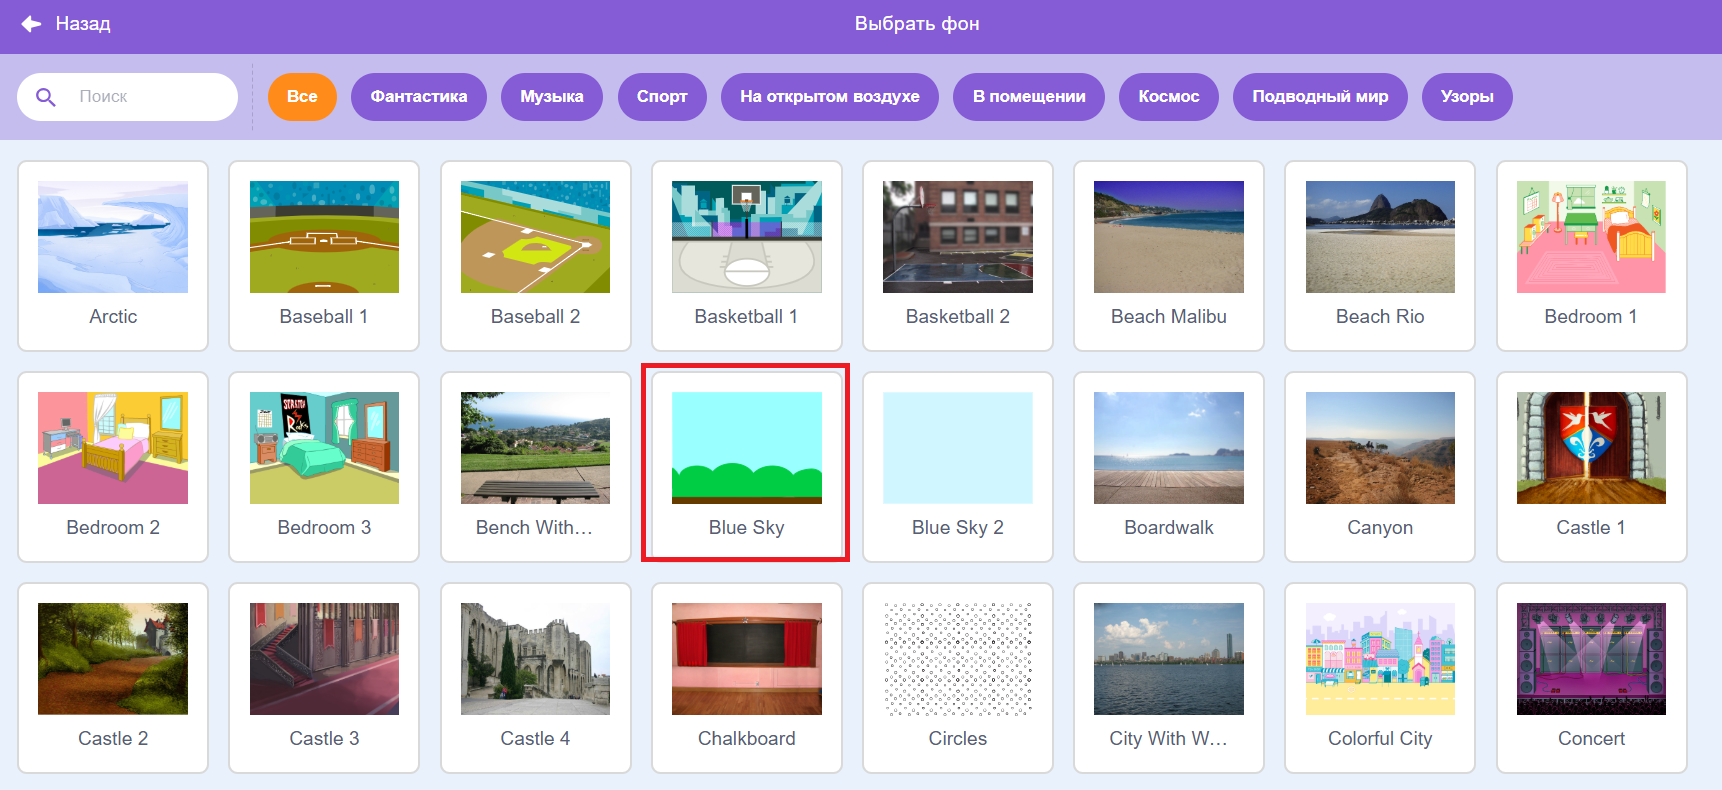 Назад
Выбрать фон
Поиск
Все
Фантастика
Музыка
Спорт
На открытом воздухе
В помещении
Космос
Подводный мир
Узоры
Arctic
Baseball 1
Baseball 2
Basketball 1
Basketball 2
Beach Malibu
Beach Rio
Bedroom 1
Bedroom 2
Bedroom 3
Bench With...
Blue Sky
Blue Sky 2
Boardwalk
Canyon
Castle 1
Castle 2
Castle 3
Castle 4
Chalkboard
Circles
City With W...
Colorful City
Concert